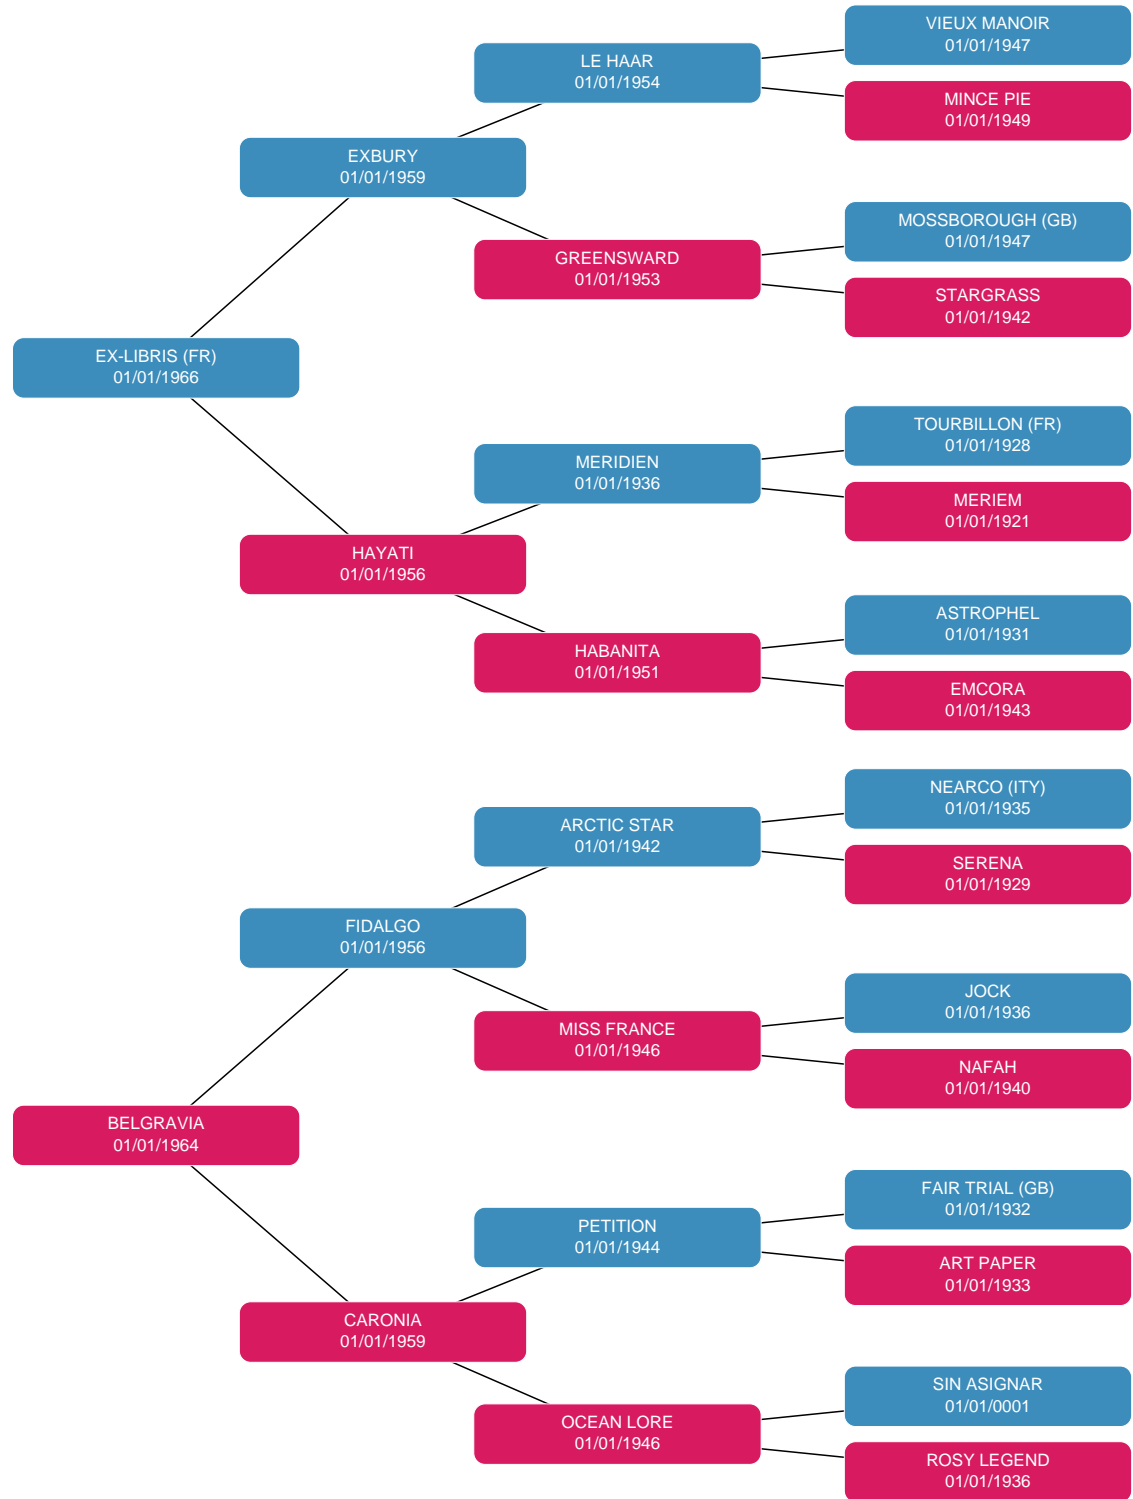 VIEUX MANOIR
01/01/1947
LE HAAR
01/01/1954
MINCE PIE
01/01/1949
EXBURY
01/01/1959
MOSSBOROUGH (GB)
01/01/1947
GREENSWARD
01/01/1953
STARGRASS
01/01/1942
EX-LIBRIS (FR)
01/01/1966
TOURBILLON (FR)
01/01/1928
MERIDIEN
01/01/1936
MERIEM
01/01/1921
HAYATI
01/01/1956
ASTROPHEL
01/01/1931
HABANITA
01/01/1951
EMCORA
01/01/1943
NEARCO (ITY)
01/01/1935
ARCTIC STAR
01/01/1942
SERENA
01/01/1929
FIDALGO
01/01/1956
JOCK
01/01/1936
MISS FRANCE
01/01/1946
NAFAH
01/01/1940
BELGRAVIA
01/01/1964
FAIR TRIAL (GB)
01/01/1932
PETITION
01/01/1944
ART PAPER
01/01/1933
CARONIA
01/01/1959
SIN ASIGNAR
01/01/0001
OCEAN LORE
01/01/1946
ROSY LEGEND
01/01/1936